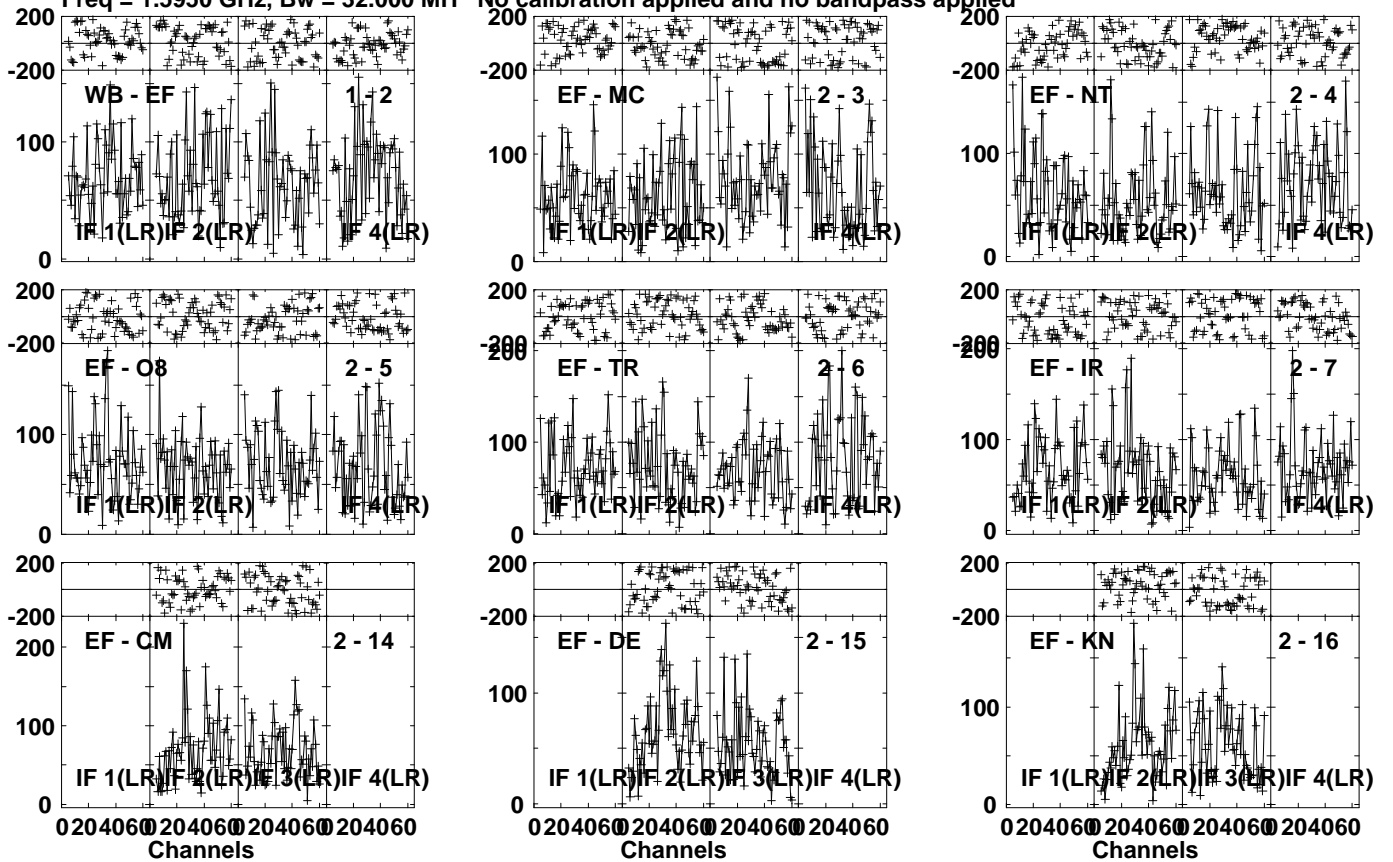 Freq = 1.5950 GHz, Bw = 32.000 MH No calibration applied and no bandpass applied
200
-200
WB - EF 1 - 2
100
0
IF 1(LR) IF 2(LR) IF 4(LR)
200
-200
EF - MC 2 - 3
100
0
IF 1(LR) IF 2(LR) IF 4(LR)
200
-200
EF - NT 2 - 4
100
0
IF 1(LR) IF 2(LR) IF 4(LR)
200
-200
EF - O8 2 - 5
100
0
IF 1(LR) IF 2(LR) IF 4(LR)
200
-200
200
EF - TR 2 - 6
100
0
IF 1(LR) IF 2(LR) IF 4(LR)
200
-200
200
EF - IR 2 - 7
100
0
IF 1(LR) IF 2(LR) IF 4(LR)
200
-200
200
EF - CM 2 - 14
100
0
IF 1(LR) IF 2(LR) IF 3(LR) IF 4(LR)
0 20 40 60 0 20 40 60 0 20 40 60 0 20 40 60
Channels
200
-200
EF - DE 2 - 15
100
0
IF 1(LR) IF 2(LR) IF 3(LR) IF 4(LR)
0 20 40 60 0 20 40 60 0 20 40 60 0 20 40 60
Channels
200
-200
EF - KN 2 - 16
100
0
IF 1(LR) IF 2(LR) IF 3(LR) IF 4(LR)
0 20 40 60 0 20 40 60 0 20 40 60 0 20 40 60
Channels